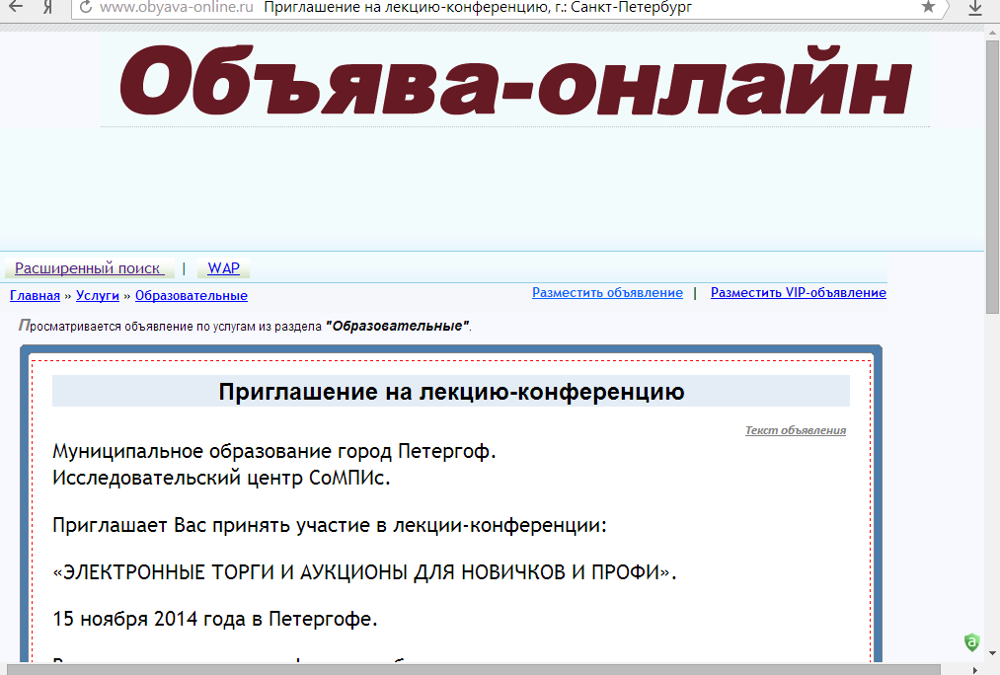 Я www.obyava-online.ru Приглашение на лекцию-конференцию, г.: Санкт-Петербург
Объява-онлайн
Расширенный поиск | WAP
Главная » Услуги » Образовательные
Разместить объявление | Разместить VIP-объявление
Просматривается объявление по услугам из раздела "Образовательные".
Приглашение на лекцию-конференцию
Текст объявления
Муниципальное образование город Петергоф.
Исследовательский центр СоМПИс.
Приглашает Вас принять участие в лекции-конференции:
«ЭЛЕКТРОННЫЕ ТОРГИ И АУКЦИОНЫ ДЛЯ НОВИЧКОВ И ПРОФИ».
15 ноября 2014 года в Петергофе.